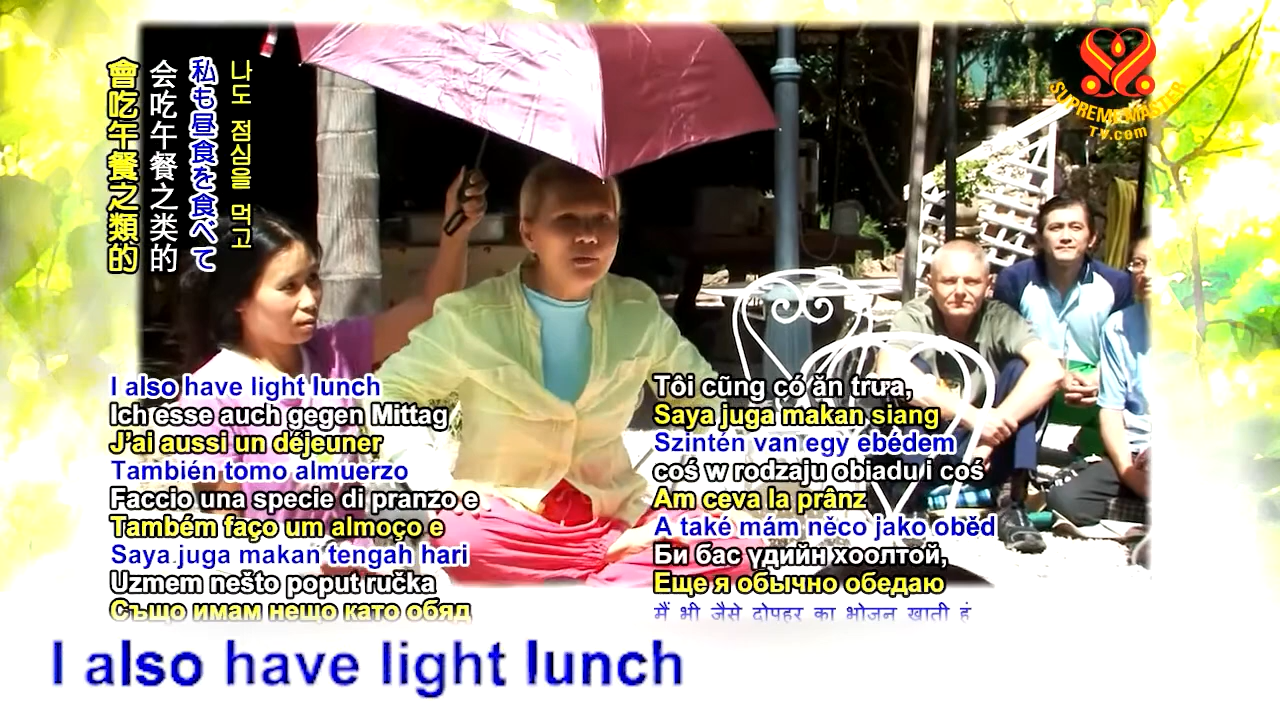 會吃午餐之類的
会吃午餐之类的
私も昼食を食べて
나도 점심을 먹고
SUPREME MASTER
TV.com
I also have light lunch
Ich esse auch gegen Mittag
J'ai aussi un déjeuner
También tomo almuerzo
Faccio una specie di pranzo e
Também faço um almoço e
Saya juga makan tengah hari
Uzmem nešto poput ručka
Също имам нещо като обяд
Tôi cũng có ăn trưa,
Saya juga makan siang
Szintén van egy ebédem
coś w rodzaju obiadu i coś
Am ceva la prânz
A také mám něco jako oběd
Би бас үдийн хоолтой,
Еще я обычно обедаю
मैं भी जैसे दोपहर का भोजन खाती हूं
I also have light lunch